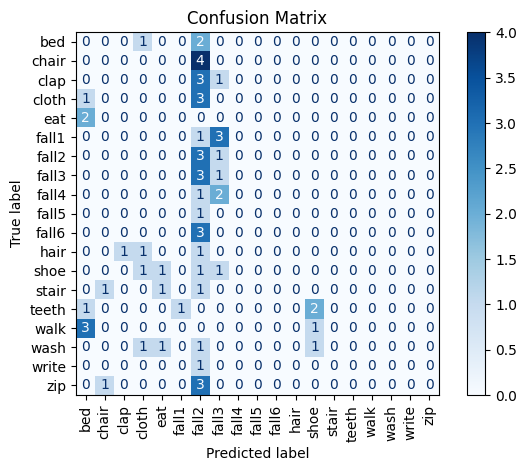 Confusion Matrix
bed 0 0 0 1 0 0 2 0 0 0 0 0 0 0 0 0 0 0 0
chair 0 0 0 0 0 0 4 0 0 0 0 0 0 0 0 0 0 0 0
clap 0 0 0 0 0 0 3 1 0 0 0 0 0 0 0 0 0 0 0
cloth 1 0 0 0 0 0 3 0 0 0 0 0 0 0 0 0 0 0 0
eat 2 0 0 0 0 0 0 0 0 0 0 0 0 0 0 0 0 0 0
fall1 0 0 0 0 0 0 1 3 0 0 0 0 0 0 0 0 0 0 0
fall2 0 0 0 0 0 0 3 1 0 0 0 0 0 0 0 0 0 0 0
fall3 0 0 0 0 0 0 3 1 0 0 0 0 0 0 0 0 0 0 0
fall4 0 0 0 0 0 0 1 2 0 0 0 0 0 0 0 0 0 0 0
fall5 0 0 0 0 0 0 1 0 0 0 0 0 0 0 0 0 0 0 0
fall6 0 0 0 0 0 0 3 0 0 0 0 0 0 0 0 0 0 0 0
hair 0 0 1 1 0 0 1 0 0 0 0 0 0 0 0 0 0 0 0
shoe 0 0 0 1 1 0 1 1 0 0 0 0 0 0 0 0 0 0 0
stair 0 1 0 0 1 0 1 0 0 0 0 0 0 0 0 0 0 0 0
teeth 1 0 0 0 0 1 0 0 0 0 0 0 2 0 0 0 0 0 0
walk 3 0 0 0 0 0 0 0 0 0 0 0 1 0 0 0 0 0 0
wash 0 0 0 1 1 0 1 0 0 0 0 0 1 0 0 0 0 0 0
write 0 0 0 0 0 0 1 0 0 0 0 0 0 0 0 0 0 0 0
zip 0 1 0 0 0 0 3 0 0 0 0 0 0 0 0 0 0 0 0
bed chair clap cloth eat fall1 fall2 fall3 fall4 fall5 fall6 hair shoe stair teeth walk wash write zip
Predicted label
True label
4.0
3.5
3.0
2.5
2.0
1.5
1.0
0.5
0.0